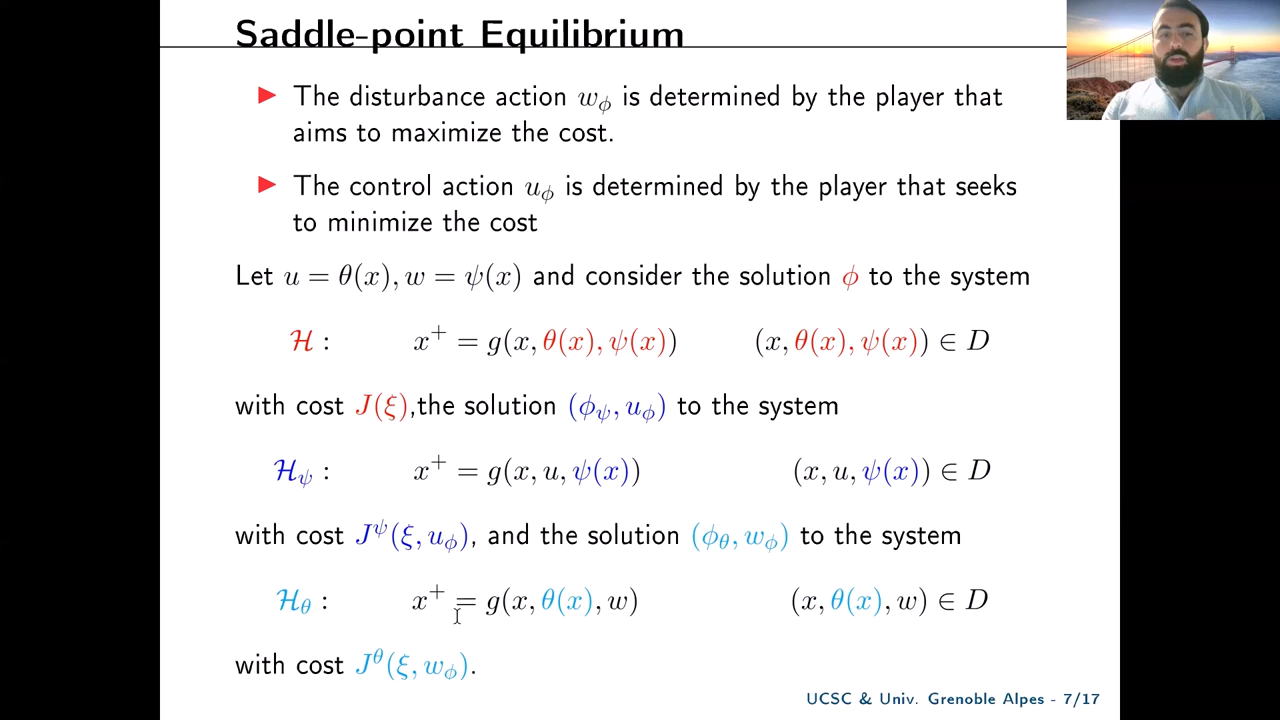 Saddle-point Equilibrium
▶ The disturbance action w_ϕ is determined by the player that
aims to maximize the cost.
▶ The control action u_ϕ is determined by the player that seeks
to minimize the cost
Let u = θ(x), w = ψ(x) and consider the solution ϕ to the system
ℋ : x⁺ = g(x, θ(x), ψ(x)) (x, θ(x), ψ(x)) ∈ D
with cost J(ξ),the solution (ϕ_ψ, u_ϕ) to the system
ℋ_ψ : x⁺ = g(x, u, ψ(x)) (x, u, ψ(x)) ∈ D
with cost J^ψ(ξ, u_ϕ), and the solution (ϕ_θ, w_ϕ) to the system
ℋ_θ : x⁺ = g(x, θ(x), w) (x, θ(x), w) ∈ D
with cost J^θ(ξ, w_ϕ).
UCSC & Univ. Grenoble Alpes - 7/17